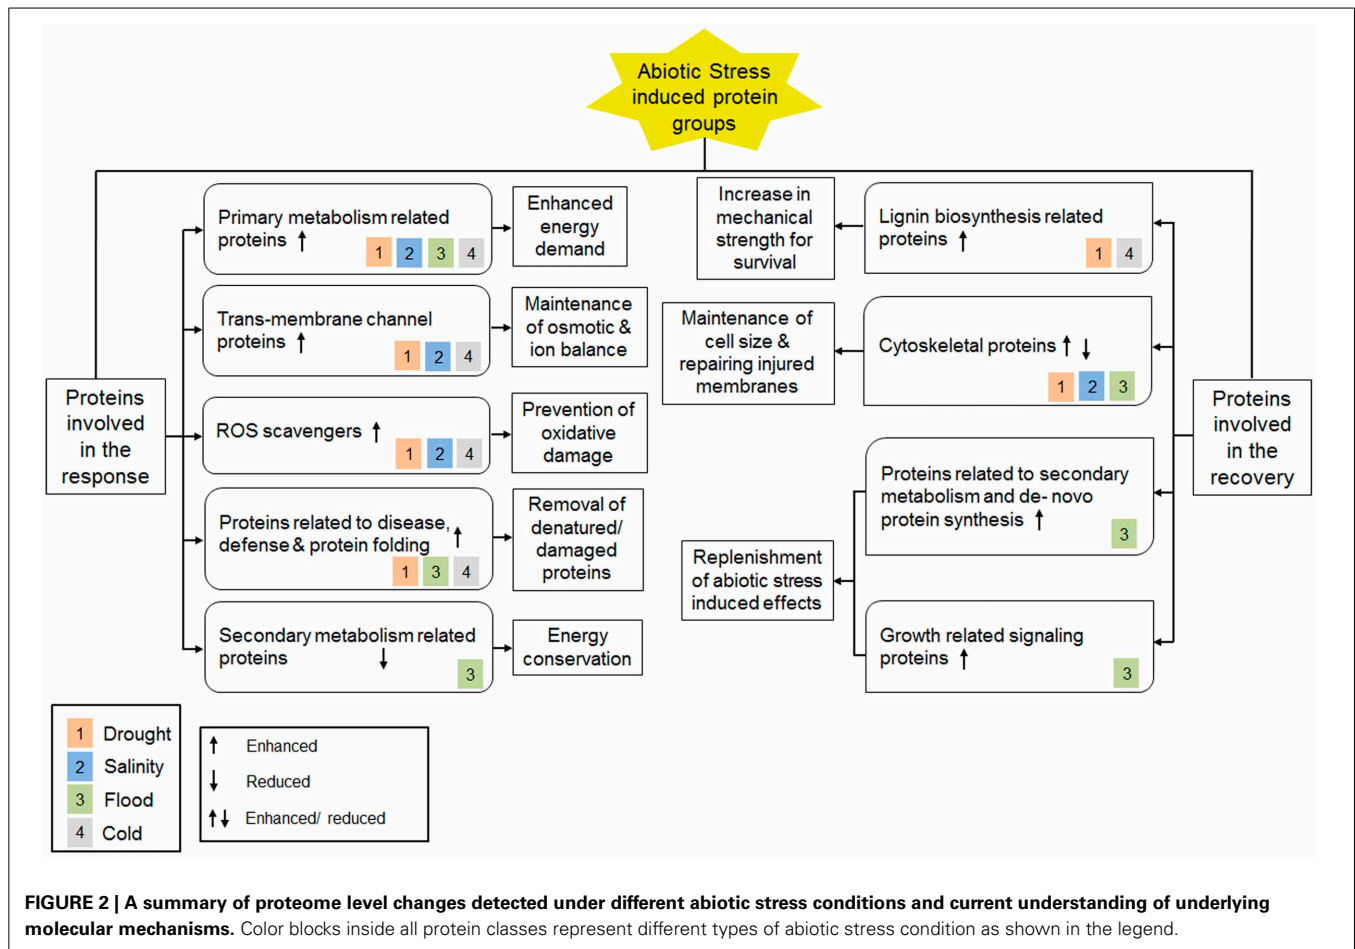 Abiotic Stress
induced protein
groups
Proteins
involved
in the
response
Primary metabolism related
proteins ↑
1 2 3 4
Enhanced
energy
demand
Trans-membrane channel
proteins ↑
1 2 4
Maintenance
of osmotic &
ion balance
ROS scavengers ↑
1 2 4
Prevention of
oxidative
damage
Proteins related to disease,
defense & protein folding ↑
1 3 4
Removal of
denatured/
damaged
proteins
Secondary metabolism related
proteins ↓
3
Energy
conservation
Increase in
mechanical
strength for
survival
Lignin biosynthesis related
proteins ↑
1 4
Maintenance of
cell size &
repairing injured
membranes
Cytoskeletal proteins ↑ ↓
1 2 3
Proteins
involved
in the
recovery
Proteins related to secondary
metabolism and de- novo
protein synthesis ↑
3
Replenishment
of abiotic stress
induced effects
Growth related signaling
proteins ↑
3
1 Drought
2 Salinity
3 Flood
4 Cold
↑ Enhanced
↓ Reduced
↑↓ Enhanced/ reduced
FIGURE 2 | A summary of proteome level changes detected under different abiotic stress conditions and current understanding of underlying
molecular mechanisms. Color blocks inside all protein classes represent different types of abiotic stress condition as shown in the legend.